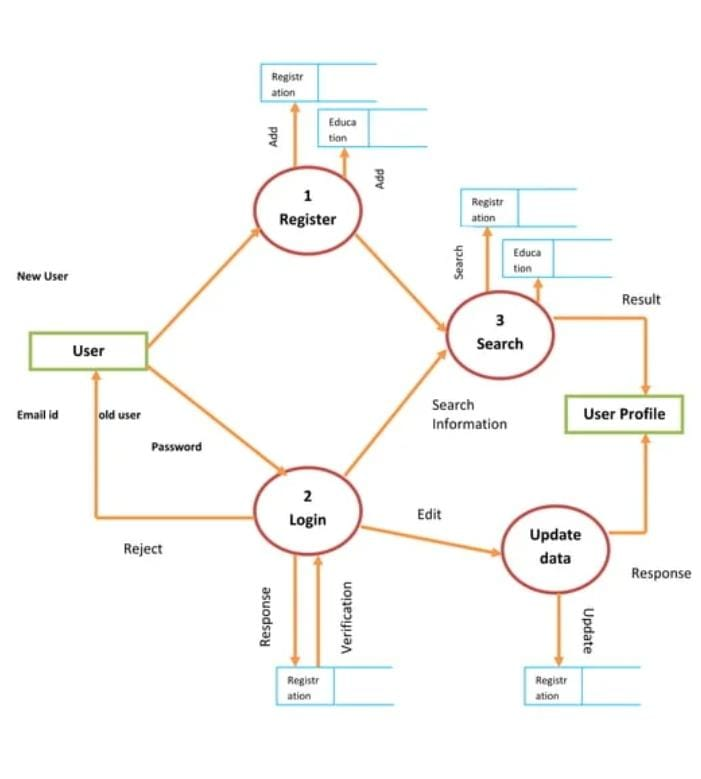 Registr
ation
Educa
tion
Add
Add
1
Register
Registr
ation
Educa
tion
Search
New User
3
Search
Result
User
User Profile
Email id
old user
Password
Search
Information
2
Login
Edit
Update
data
Reject
Response
Response
Verification
Update
Registr
ation
Registr
ation